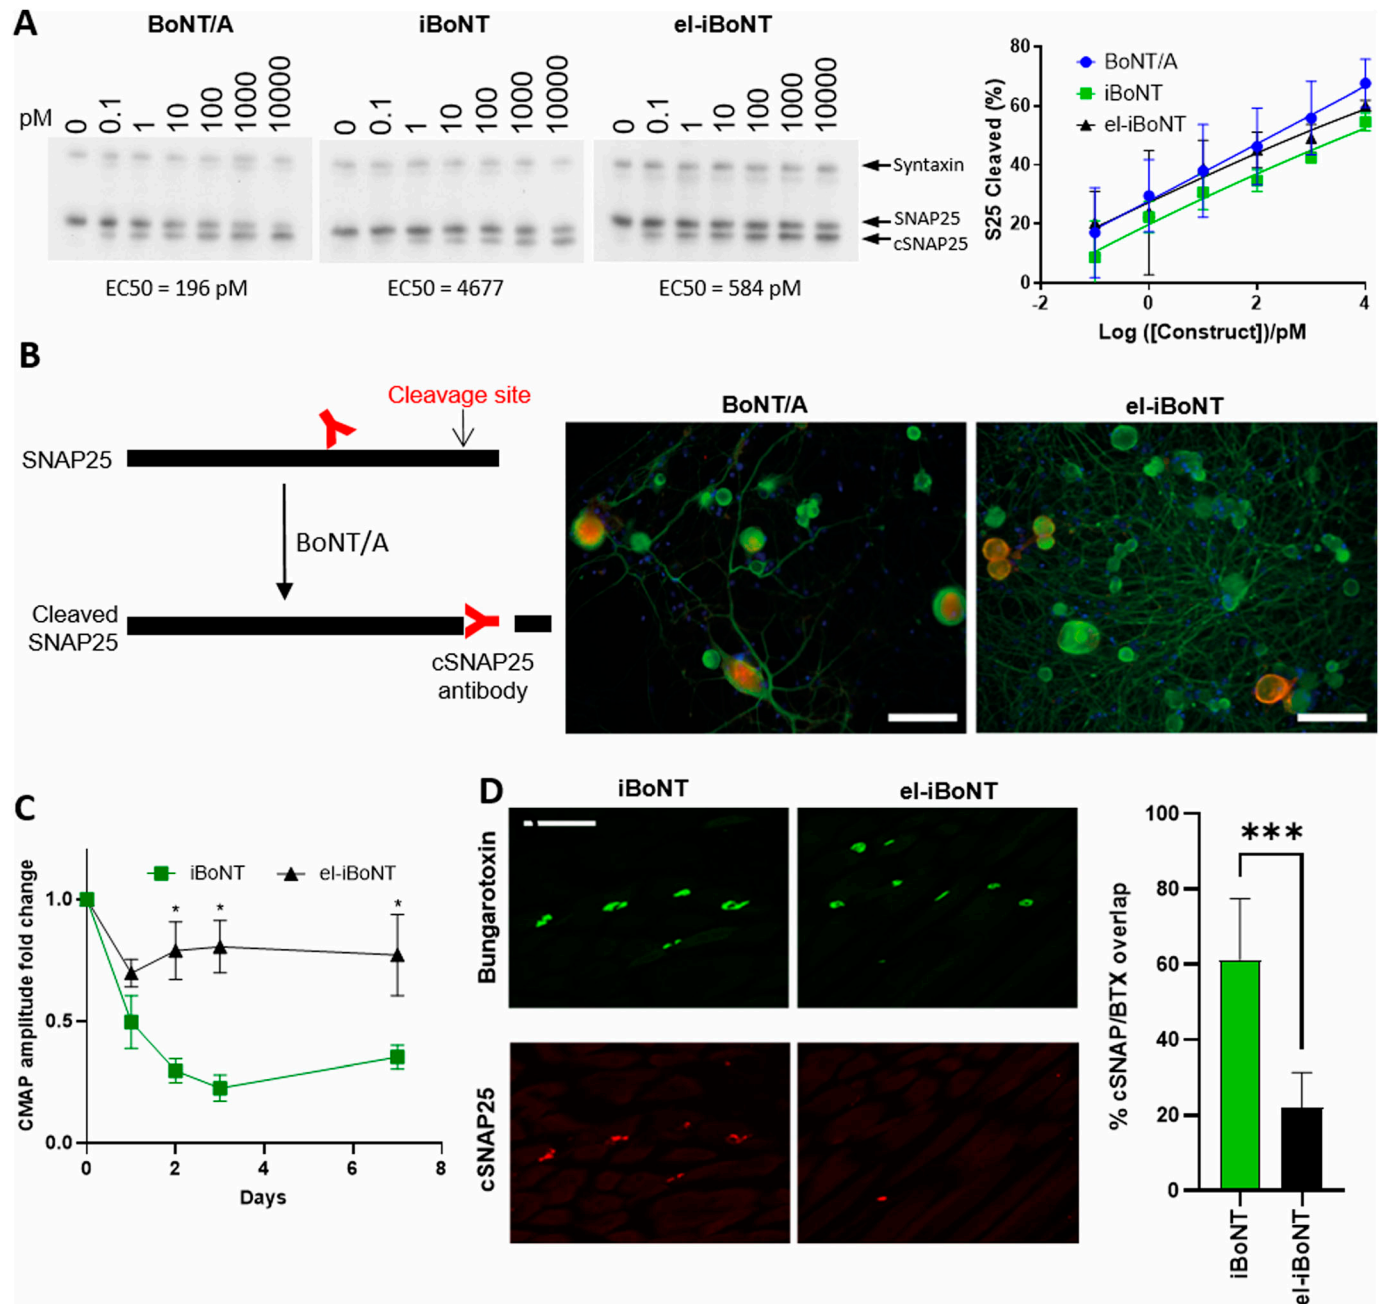 A
BoNT/A
iBoNT
el-iBoNT
pM
0 0.1 1 10 100 1000 10000
0 0.1 1 10 100 1000 10000
0 0.1 1 10 100 1000 10000
Syntaxin
SNAP25
cSNAP25
EC50 = 196 pM
EC50 = 4677
EC50 = 584 pM
S25 Cleaved (%)
80
60
40
20
0
BoNT/A
iBoNT
el-iBoNT
-2 0 2 4
Log ([Construct])/pM
B
Cleavage site
SNAP25
BoNT/A
Cleaved
SNAP25
cSNAP25
antibody
BoNT/A
el-iBoNT
C
CMAP amplitude fold change
1.0
0.5
0.0
iBoNT
el-iBoNT
* * *
0 2 4 6 8
Days
D
iBoNT
el-iBoNT
Bungarotoxin
cSNAP25
% cSNAP/BTX overlap
100
80
60
40
20
0
***
iBoNT
el-iBoNT